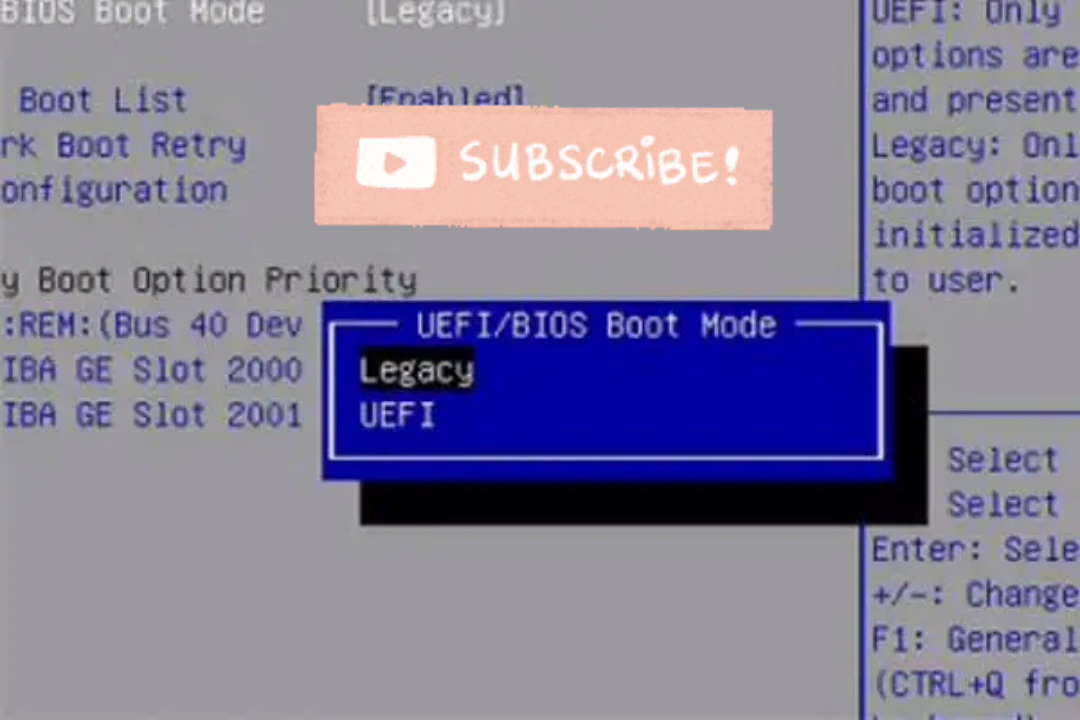 BIOS Boot Mode [Legacy]
Boot List [Enabled]
rk Boot Retry
onfiguration
SUBSCRiBE!
y Boot Option Priority
:REM:(Bus 40 Dev
IBA GE Slot 2000
IBA GE Slot 2001
UEFI/BIOS Boot Mode
Legacy
UEFI
UEFI: Only
options are
and present
Legacy: Onl
boot option
initialized
to user.
Select
Select
Enter: Sele
+/-: Change
F1: General
(CTRL+Q fro